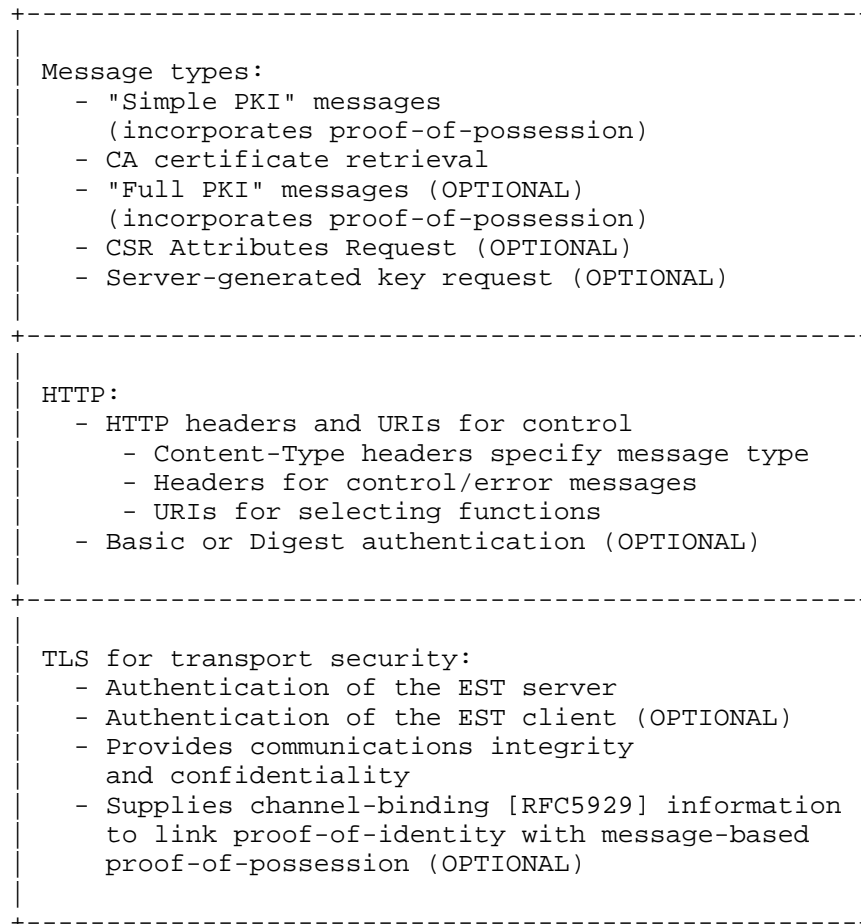 Message types:
- "Simple PKI" messages
(incorporates proof-of-possession)
- CA certificate retrieval
- "Full PKI" messages (OPTIONAL)
(incorporates proof-of-possession)
- CSR Attributes Request (OPTIONAL)
- Server-generated key request (OPTIONAL)
HTTP:
- HTTP headers and URIs for control
- Content-Type headers specify message type
- Headers for control/error messages
- URIs for selecting functions
- Basic or Digest authentication (OPTIONAL)
TLS for transport security:
- Authentication of the EST server
- Authentication of the EST client (OPTIONAL)
- Provides communications integrity
and confidentiality
- Supplies channel-binding [RFC5929] information
to link proof-of-identity with message-based
proof-of-possession (OPTIONAL)